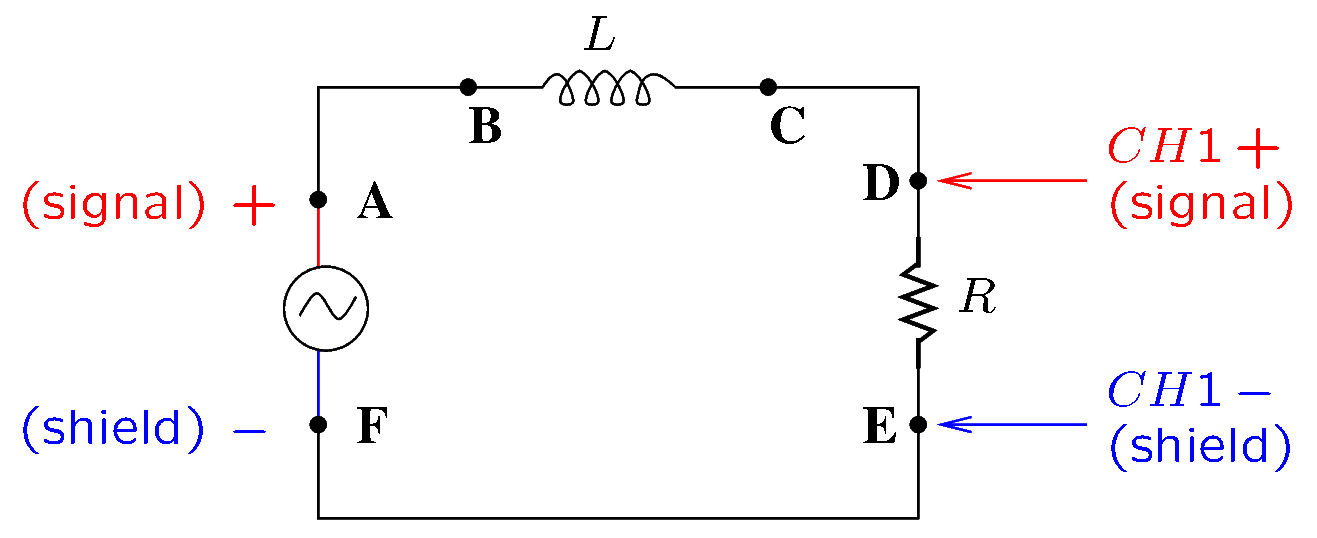 L
B
C
CH1 +
(signal)
D
(signal) +
A
R
CH1 −
(shield)
E
(shield) −
F